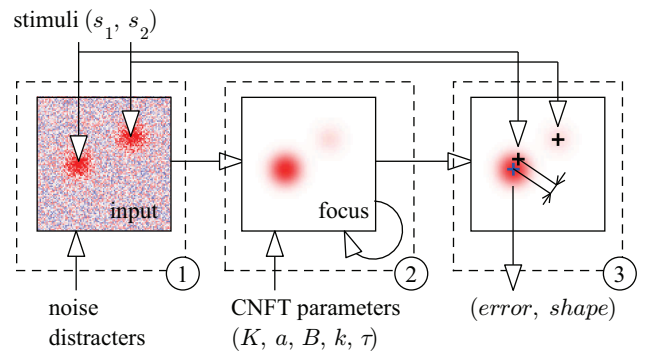 stimuli (s₁, s₂)
input
focus
1
2
3
noise
distracters
CNFT parameters
(K, a, B, k, τ)
(error, shape)